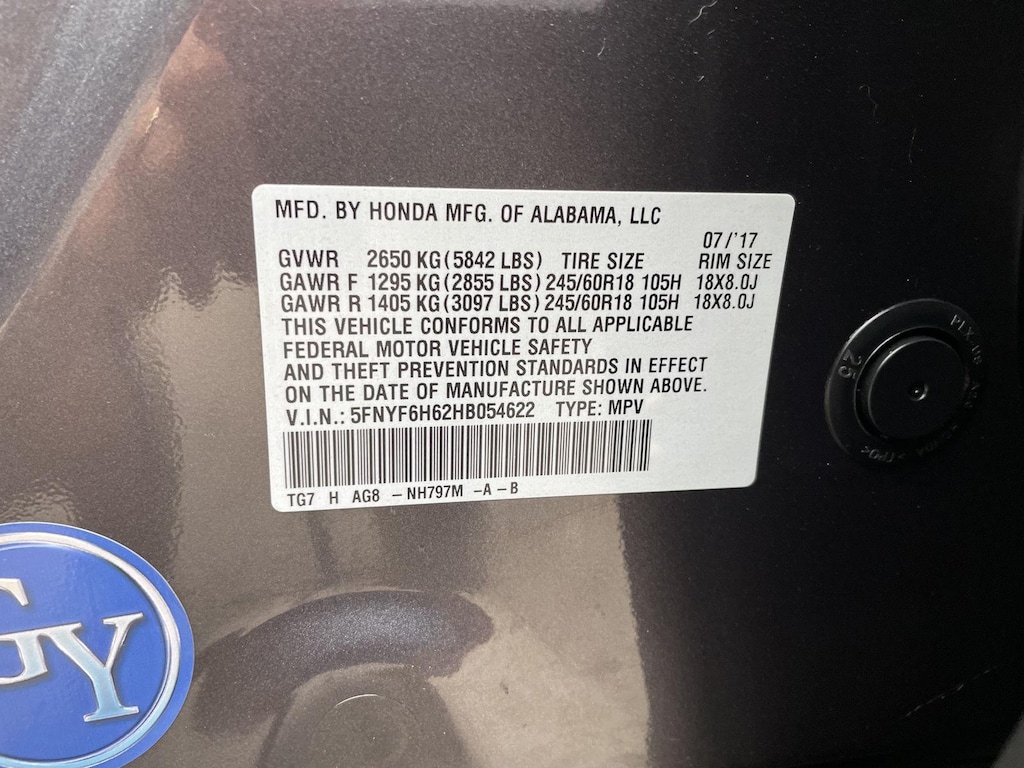 MFD. BY HONDA MFG. OF ALABAMA, LLC
07/'17
GVWR 2650 KG (5842 LBS) TIRE SIZE RIM SIZE
GAWR F 1295 KG (2855 LBS) 245/60R18 105H 18X8.0J
GAWR R 1405 KG (3097 LBS) 245/60R18 105H 18X8.0J
THIS VEHICLE CONFORMS TO ALL APPLICABLE
FEDERAL MOTOR VEHICLE SAFETY
AND THEFT PREVENTION STANDARDS IN EFFECT
ON THE DATE OF MANUFACTURE SHOWN ABOVE.
V.I.N.: 5FNYF6H62HB054622 TYPE: MPV
TG7 H AG8 -NH797M -A-B
25
GY